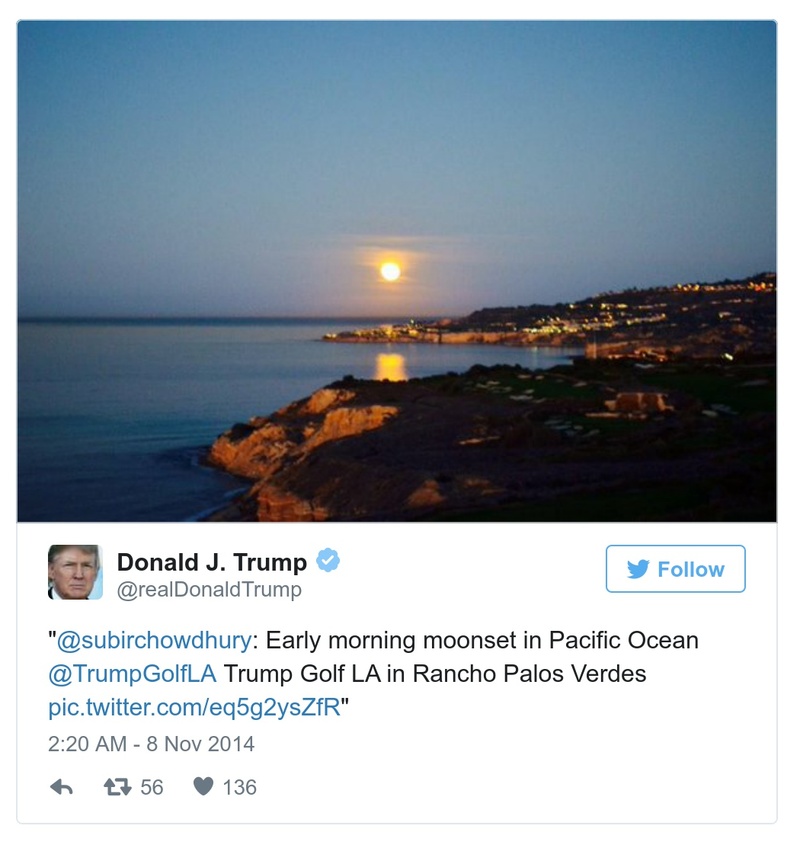 Donald J. Trump
@realDonaldTrump
Follow
"@subirchowdhury: Early morning moonset in Pacific Ocean
@TrumpGolfLA Trump Golf LA in Rancho Palos Verdes
pic.twitter.com/eq5g2ysZfR"
2:20 AM - 8 Nov 2014
56 136